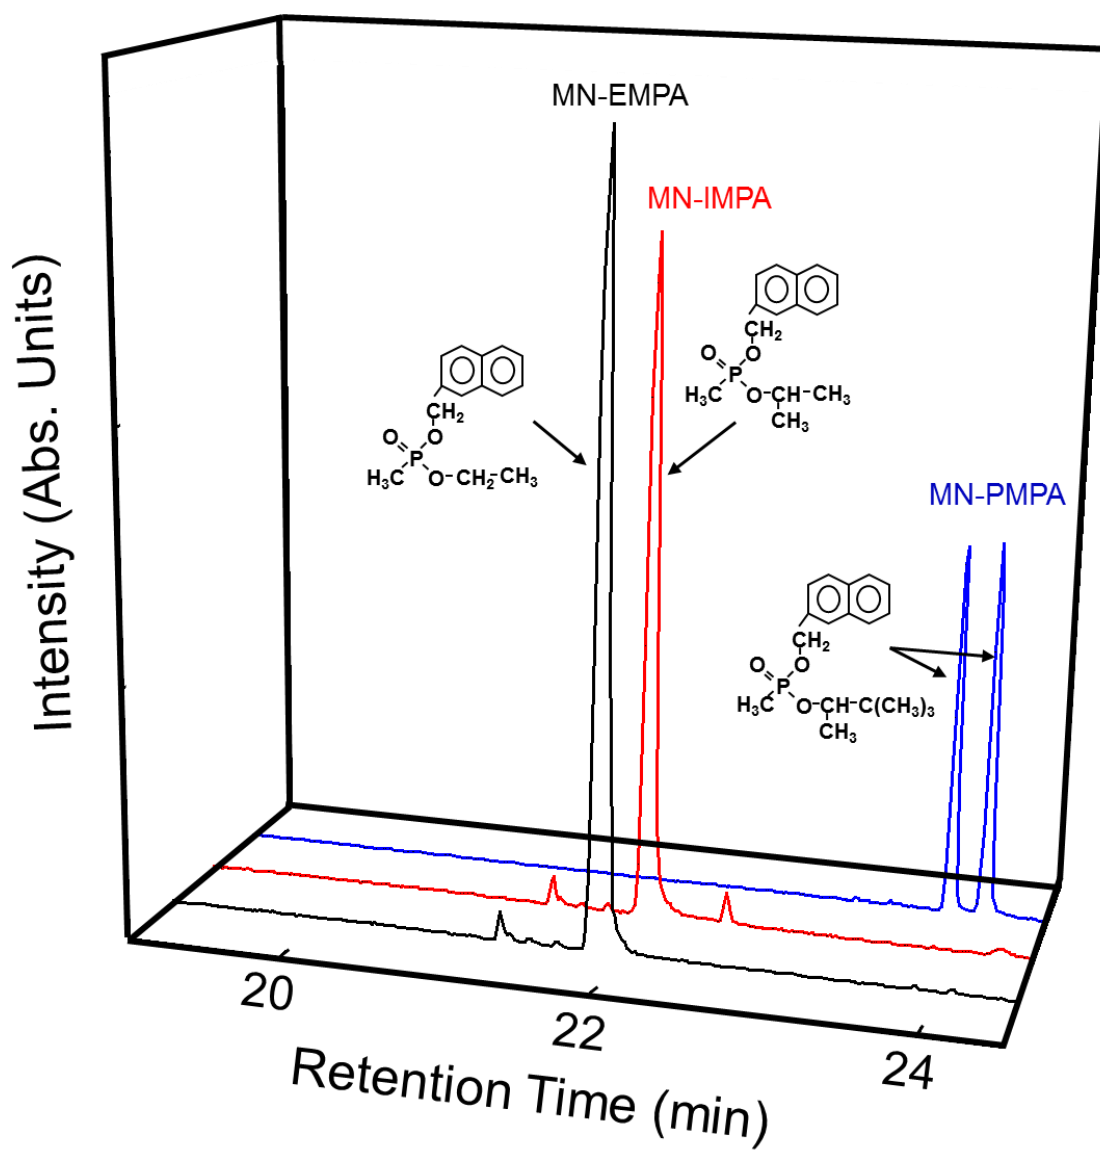 MN-EMPA
MN-IMPA
CH₂
O
O
P
H₃C
O-CH-CH₃
CH₃
CH₂
O
O
P
H₃C
O-CH₂-CH₃
MN-PMPA
CH₂
O
O
P
H₃C
O-CH-C(CH₃)₃
CH₃
Intensity (Abs. Units)
20
22
24
Retention Time (min)